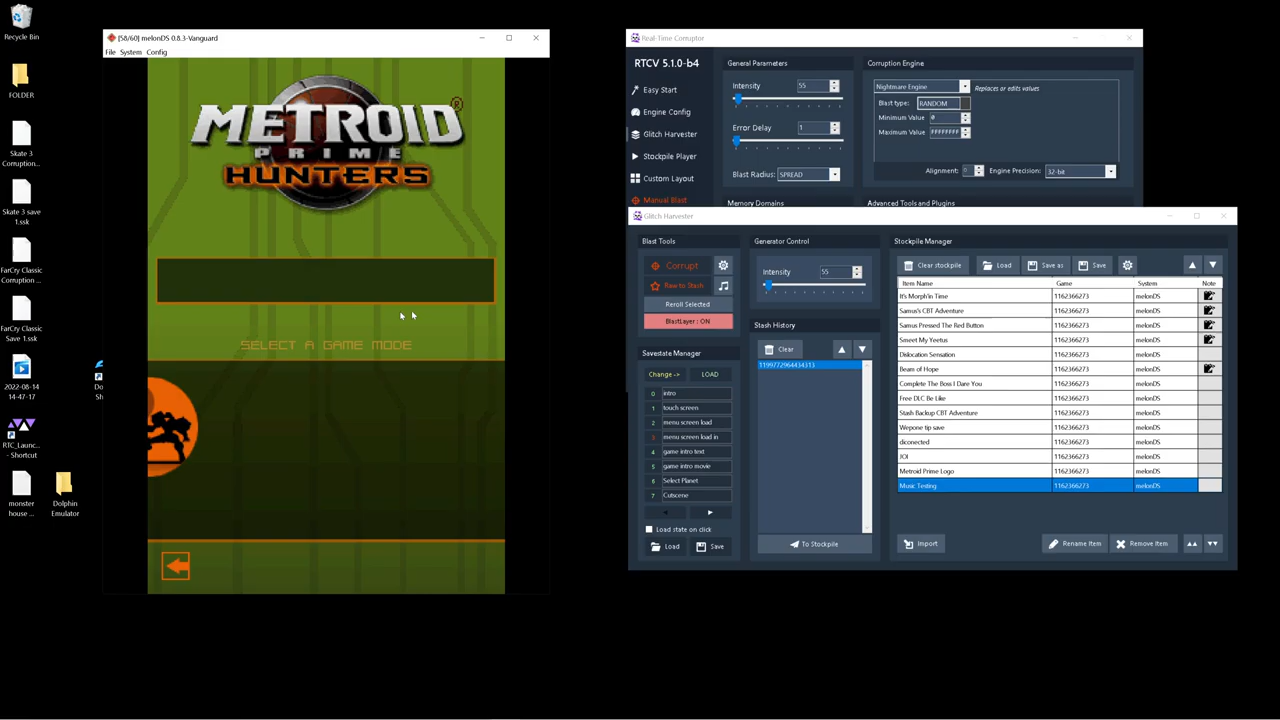 Recycle Bin
FOLDER
Skate 3
Corruption...
Skate 3 save
1.ssk
FarCry Classic
Corruption ...
FarCry Classic
Save 1.ssk
2022-08-14
14-47-17
RTC_Launc...
- Shortcut
monster
house ...
Dolphin
Emulator
Do
Sh
[58/60] melonDS 0.8.3-Vanguard
File System Config
METROID®
PRIME
HUNTERS
SELECT A GAME MODE
Real-Time Corruptor
RTCV 5.1.0-b4
Easy Start
Engine Config
Glitch Harvester
Stockpile Player
Custom Layout
Manual Blast
General Parameters
Intensity 55
Error Delay 1
Blast Radius: SPREAD
Memory Domains
Corruption Engine
Nightmare Engine Replaces or edits values
Blast type: RANDOM
Minimum Value 0
Maximum Value FFFFFFFF
Alignment: 0 Engine Precision: 32-bit
Advanced Tools and Plugins
Glitch Harvester
Blast Tools
Corrupt
Raw to Stash
Reroll Selected
BlastLayer : ON
Savestate Manager
Change -> LOAD
0 intro
1 touch screen
2 menu screen load
3 menu screen load in
4 game intro text
5 game intro movie
6 Select Planet
7 Cutscene
Load state on click
Load Save
Generator Control
Intensity 55
Stash History
Clear
1199772964434313
To Stockpile
Stockpile Manager
Clear stockpile Load Save as Save
Item Name Game System Note
It's Morph'in Time 1162366273 melonDS
Samus's CBT Adventure 1162366273 melonDS
Samus Pressed The Red Button 1162366273 melonDS
Smeet My Yeetus 1162366273 melonDS
Dislocation Sensation 1162366273 melonDS
Beam of Hope 1162366273 melonDS
Complete The Boss I Dare You 1162366273 melonDS
Free DLC Be Like 1162366273 melonDS
Stash Backup CBT Adventure 1162366273 melonDS
Wepone tip save 1162366273 melonDS
diconected 1162366273 melonDS
JOI 1162366273 melonDS
Metroid Prime Logo 1162366273 melonDS
Music Testing 1162366273 melonDS
Import Rename Item Remove Item